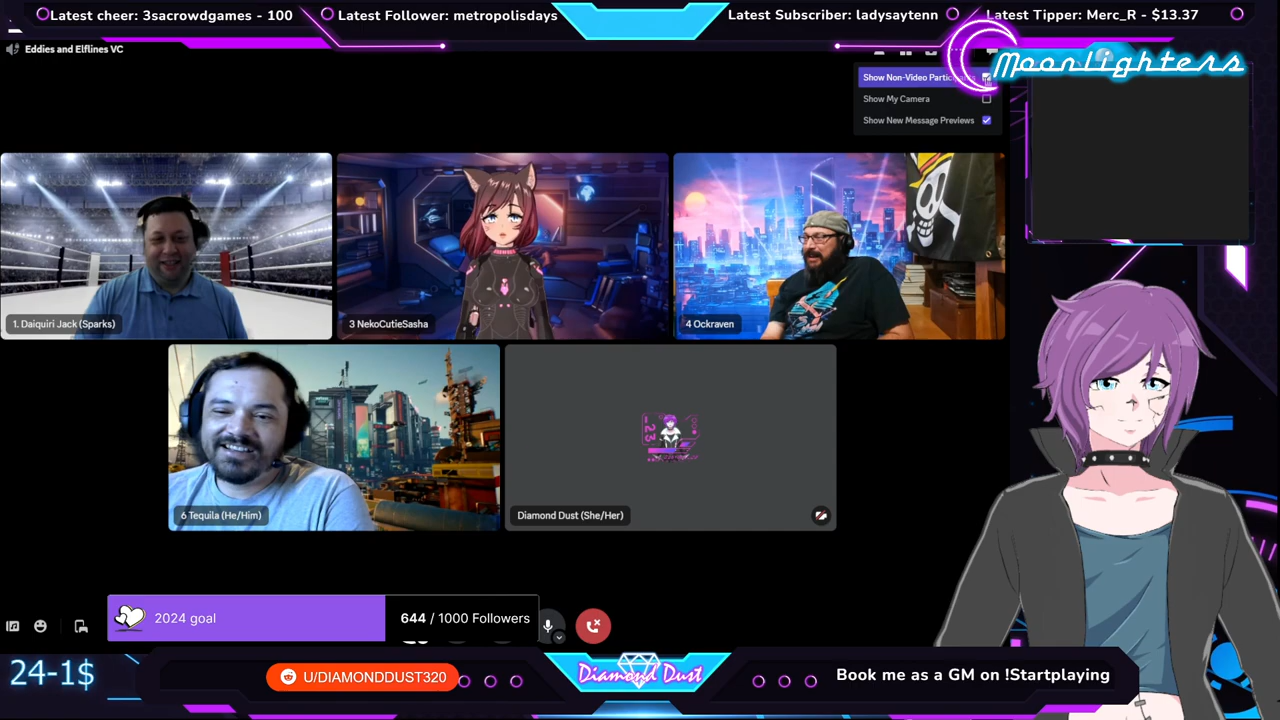 Latest cheer: 3sacrowdgames - 100
Latest Follower: metropolisdays
Latest Subscriber: ladysaytenn
Latest Tipper: Merc_R - $13.37
Eddies and Elflines VC
Moonlighters
Show Non-Video
Show My Camera
Show New Message Previews
1. Daiquiri Jack (Sparks)
3 NekoCutieSasha
4 Ockraven
6 Tequila (He/Him)
Diamond Dust (She/Her)
2024 goal
644 / 1000 Followers
24-1$
U/DIAMONDDUST320
Diamond Dust
Book me as a GM on !Startplaying